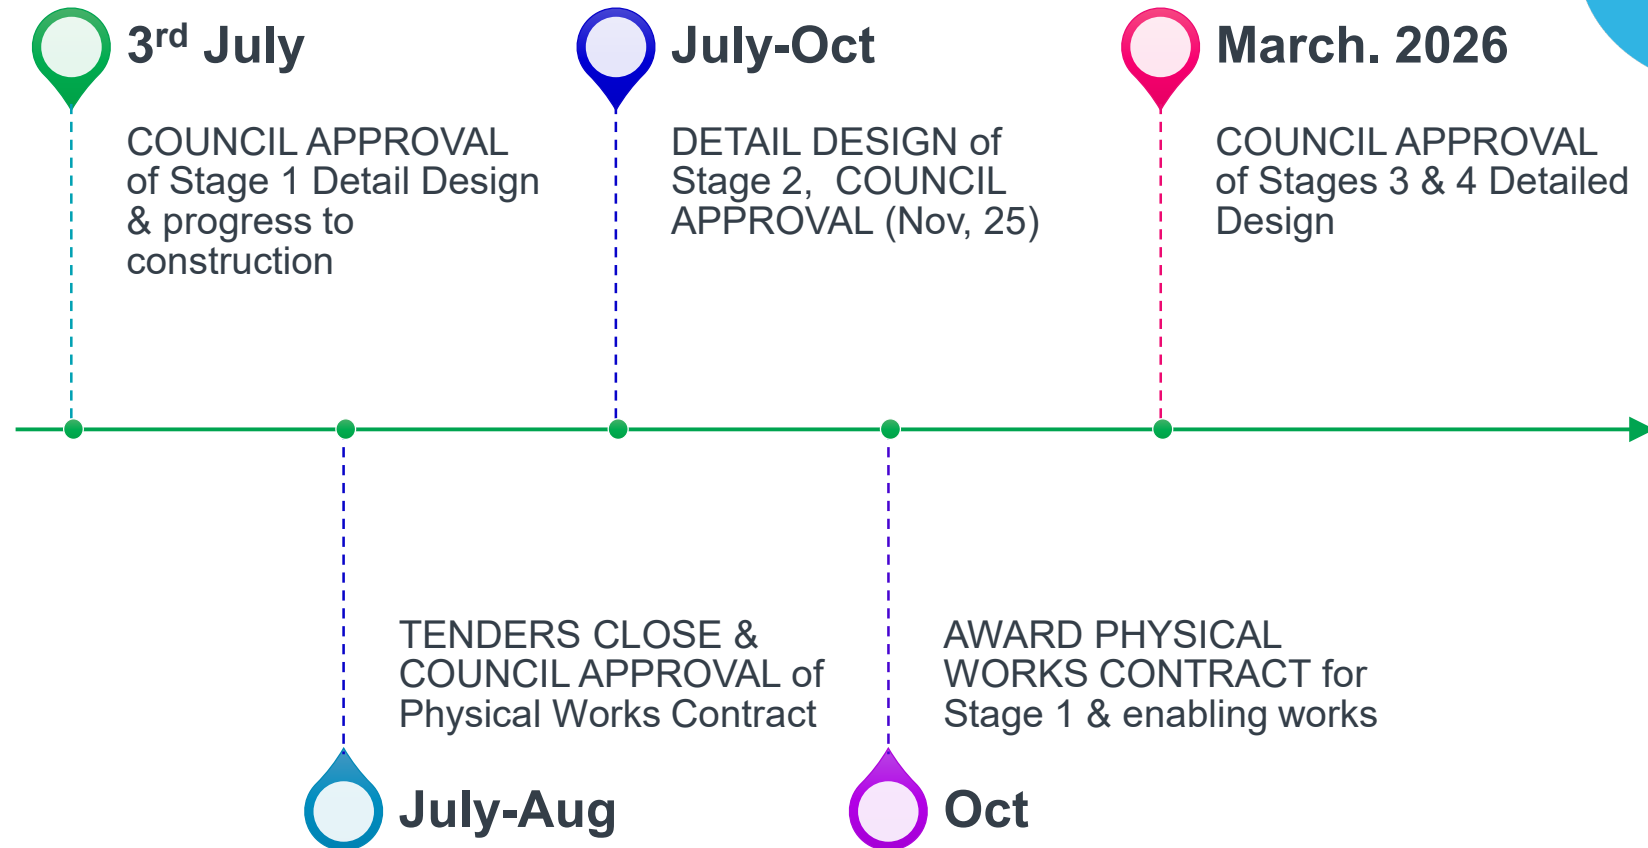 3rd July
COUNCIL APPROVAL
of Stage 1 Detail Design
& progress to
construction
July-Oct
DETAIL DESIGN of
Stage 2, COUNCIL
APPROVAL (Nov, 25)
March. 2026
COUNCIL APPROVAL
of Stages 3 & 4 Detailed
Design
TENDERS CLOSE &
COUNCIL APPROVAL of
Physical Works Contract
July-Aug
AWARD PHYSICAL
WORKS CONTRACT for
Stage 1 & enabling works
Oct